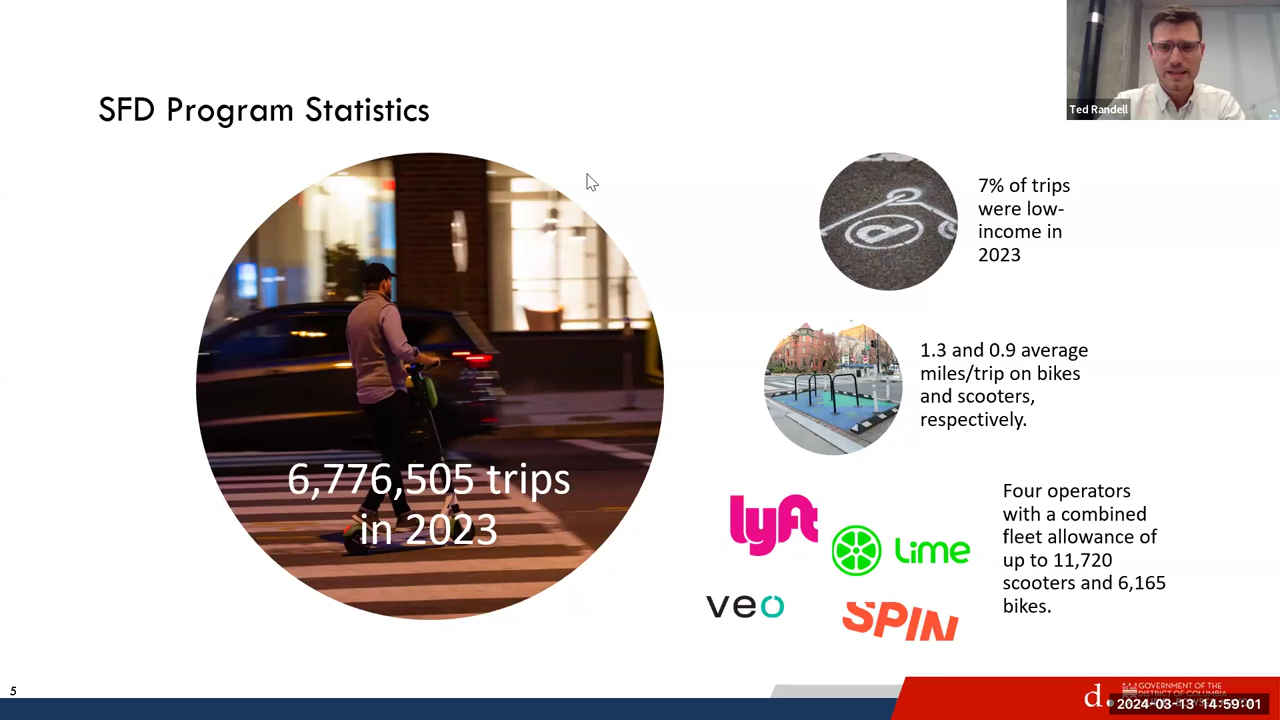 Ted Randell
SFD Program Statistics
7% of trips
were low-
income in
2023
1.3 and 0.9 average
miles/trip on bikes
and scooters,
respectively.
6,776,505 trips
in 2023
lyft
Lime
veo
SPIN
Four operators
with a combined
fleet allowance of
up to 11,720
scooters and 6,165
bikes.
5
d.
GOVERNMENT OF THE
DISTRICT OF COLUMBIA
2024-03-13 14:59:01